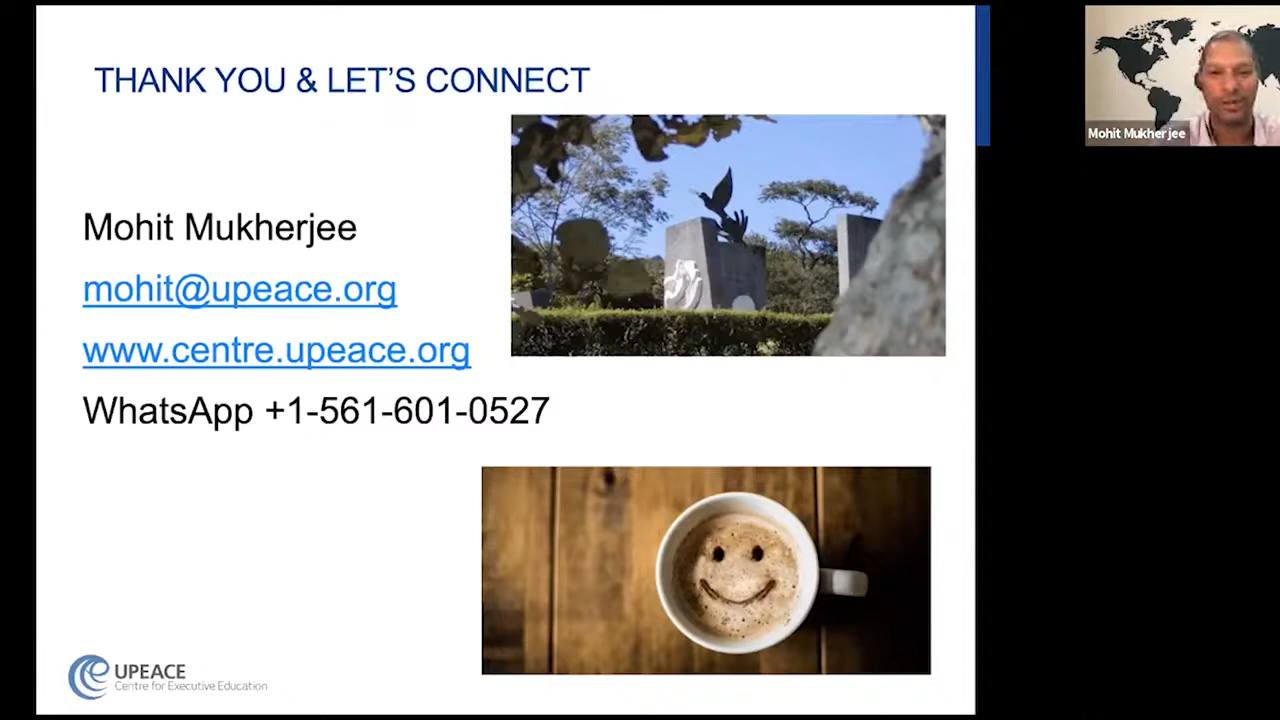 THANK YOU & LET'S CONNECT
Mohit Mukherjee
mohit@upeace.org
www.centre.upeace.org
WhatsApp +1-561-601-0527
UPEACE
Centre for Executive Education
Mohit Mukherjee